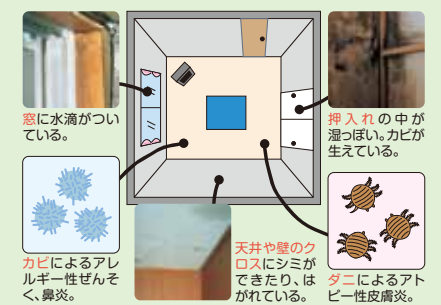 窓に水滴がつい
ている。
押入れの中が
湿っぽい。カビが
生えている。
カビによるアレ
ルギー性ぜんそ
く、鼻炎。
天井や壁のク
ロスにシミが
できたり、は
がれている。
ダニによるアト
ピー性皮膚炎。